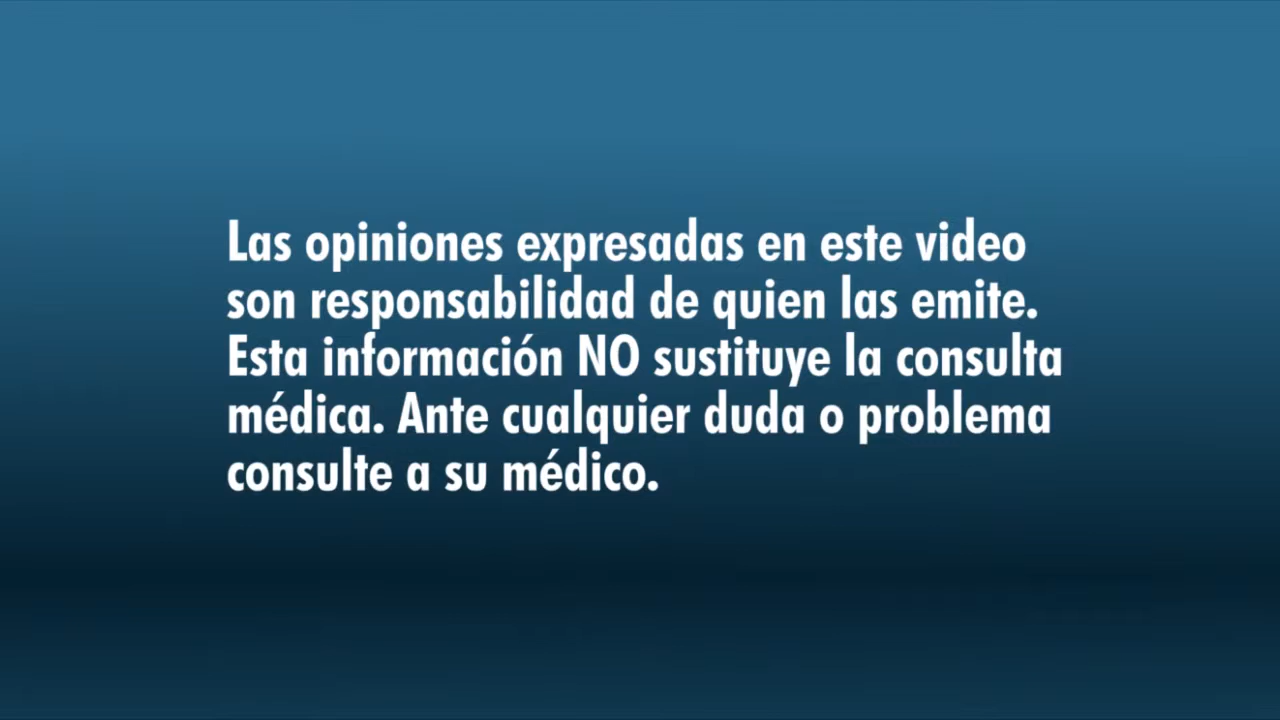 Las opiniones expresadas en este video
son responsabilidad de quien las emite.
Esta información NO sustituye la consulta
médica. Ante cualquier duda o problema
consulte a su médico.